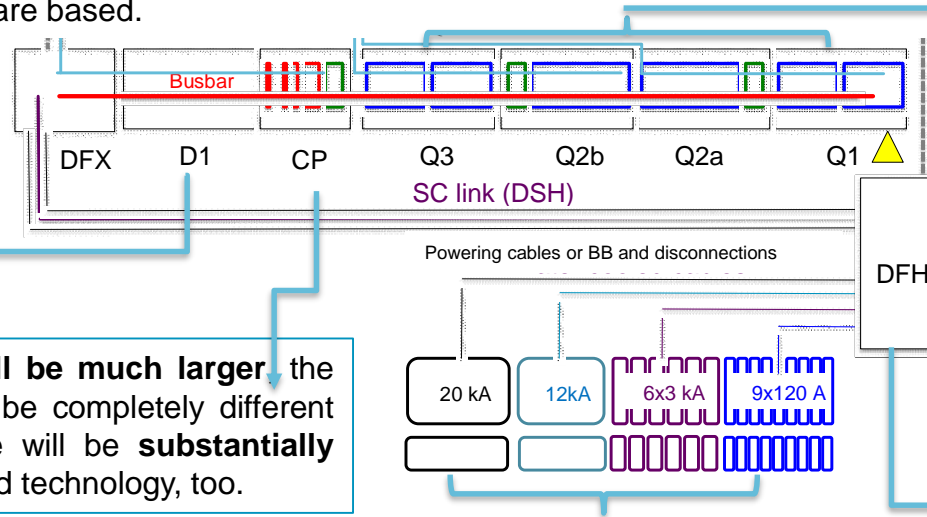 are based.
Busbar
DFX D1 CP Q3 Q2b Q2a Q1
SC link (DSH)
Powering cables or BB and disconnections
DFH
20 kA 12kA 6x3 kA 9x120 A
be much larger, the
be completely different
will be substantially
technology, too.